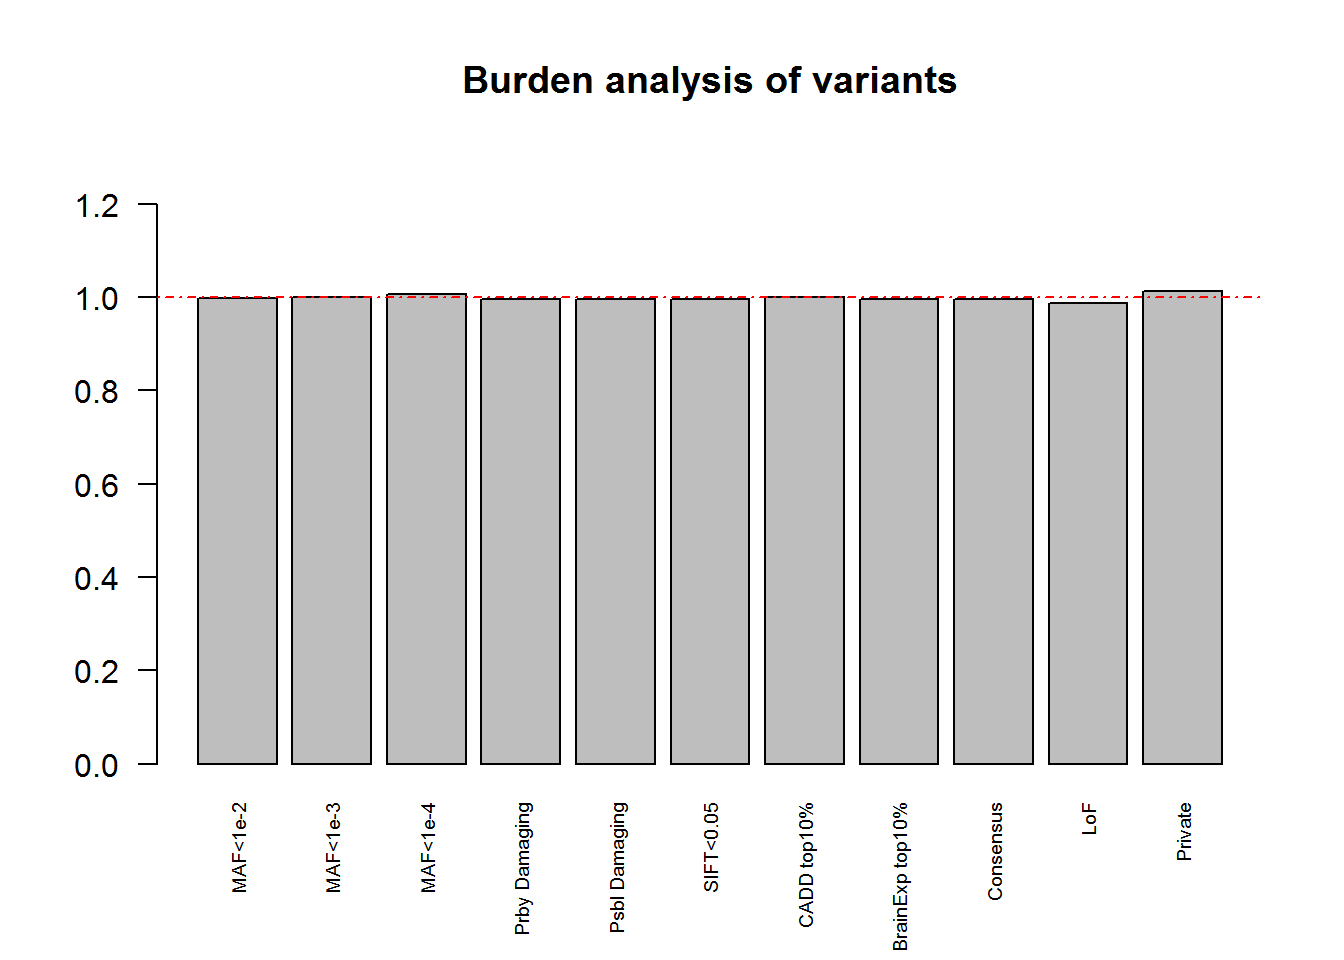 Burden analysis of variants
1.2
1.0
0.8
0.6
0.4
0.2
0.0
MAF<1e-2
MAF<1e-3
MAF<1e-4
Prby Damaging
Psbl Damaging
SIFT<0.05
CADD top10%
BrainExp top10%
Consensus
LoF
Private